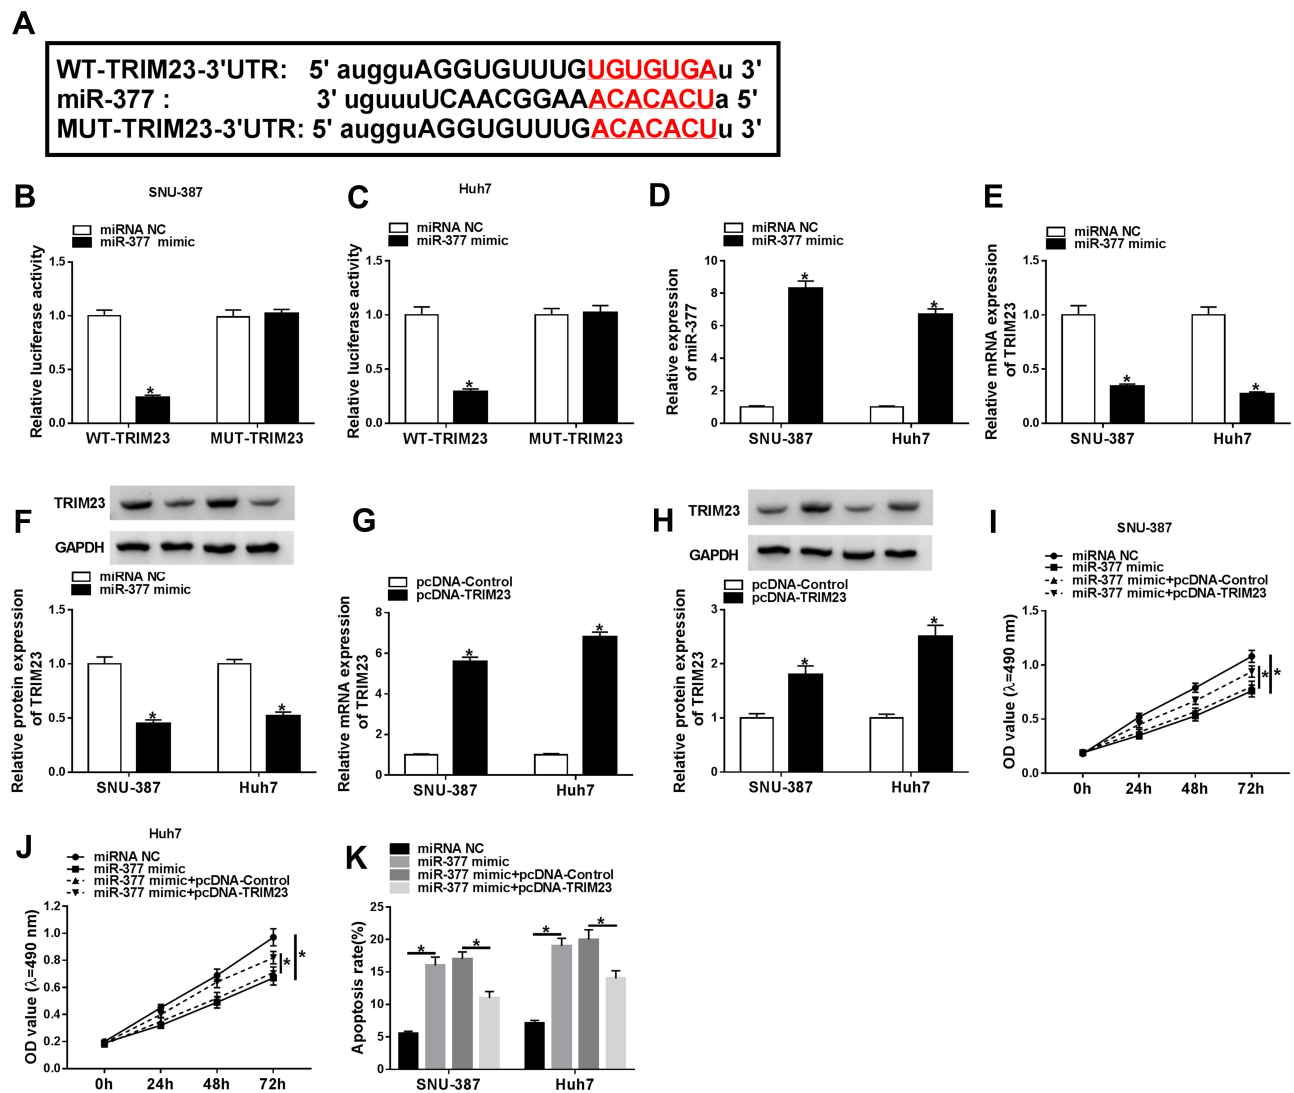 A
WT-TRIM23-3'UTR: 5' augguAGGUGUUUGUGUGUGAu 3'
miR-377 : 3' uguuuUCAACGGAAACACACUa 5'
MUT-TRIM23-3'UTR: 5' augguAGGUGUUUGACACACUu 3'
B
SNU-387
miRNA NC
miR-377 mimic
Relative luciferase activity
1.5
1.0
0.5
0.0
*
WT-TRIM23
MUT-TRIM23
C
Huh7
miRNA NC
miR-377 mimic
Relative luciferase activity
1.5
1.0
0.5
0.0
*
WT-TRIM23
MUT-TRIM23
D
miRNA NC
miR-377 mimic
Relative expression
of miR-377
10
8
6
4
2
0
*
*
SNU-387
Huh7
E
miRNA NC
miR-377 mimic
Relative mRNA expression
of TRIM23
1.5
1.0
0.5
0.0
*
*
SNU-387
Huh7
F
TRIM23
GAPDH
miRNA NC
miR-377 mimic
Relative protein expression
of TRIM23
1.5
1.0
0.5
0.0
*
*
SNU-387
Huh7
G
pcDNA-Control
pcDNA-TRIM23
Relative mRNA expression
of TRIM23
8
6
4
2
0
*
*
SNU-387
Huh7
H
TRIM23
GAPDH
pcDNA-Control
pcDNA-TRIM23
Relative protein expression
of TRIM23
3
2
1
0
*
*
SNU-387
Huh7
I
SNU-387
miRNA NC
miR-377 mimic
miR-377 mimic+pcDNA-Control
miR-377 mimic+pcDNA-TRIM23
OD value (λ=490 nm)
1.5
1.0
0.5
0.0
*
*
0h
24h
48h
72h
J
Huh7
miRNA NC
miR-377 mimic
miR-377 mimic+pcDNA-Control
miR-377 mimic+pcDNA-TRIM23
OD value (λ=490 nm)
1.2
1.0
0.8
0.6
0.4
0.2
0.0
*
*
0h
24h
48h
72h
K
miRNA NC
miR-377 mimic
miR-377 mimic+pcDNA-Control
miR-377 mimic+pcDNA-TRIM23
Apoptosis rate(%)
25
20
15
10
5
0
*
*
*
*
SNU-387
Huh7